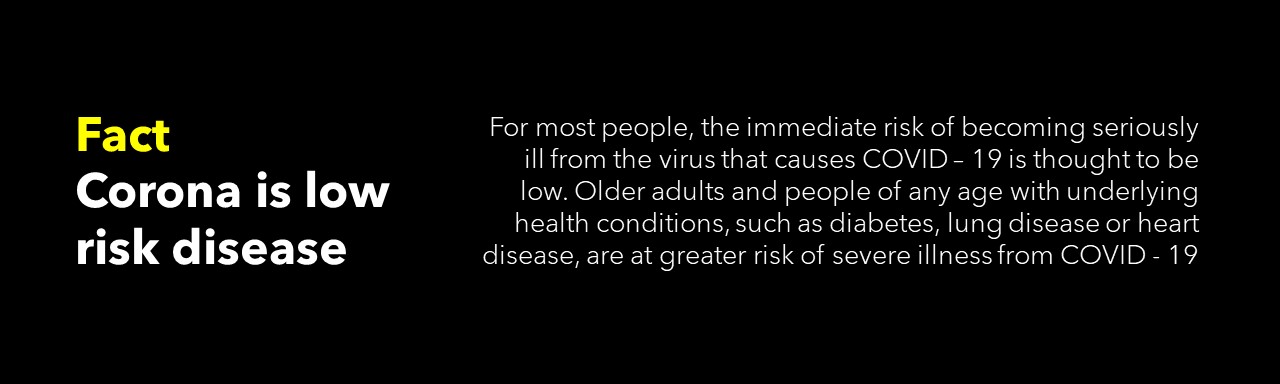 Fact
Corona is low
risk disease
For most people, the immediate risk of becoming seriously
ill from the virus that causes COVID – 19 is thought to be
low. Older adults and people of any age with underlying
health conditions, such as diabetes, lung disease or heart
disease, are at greater risk of severe illness from COVID - 19